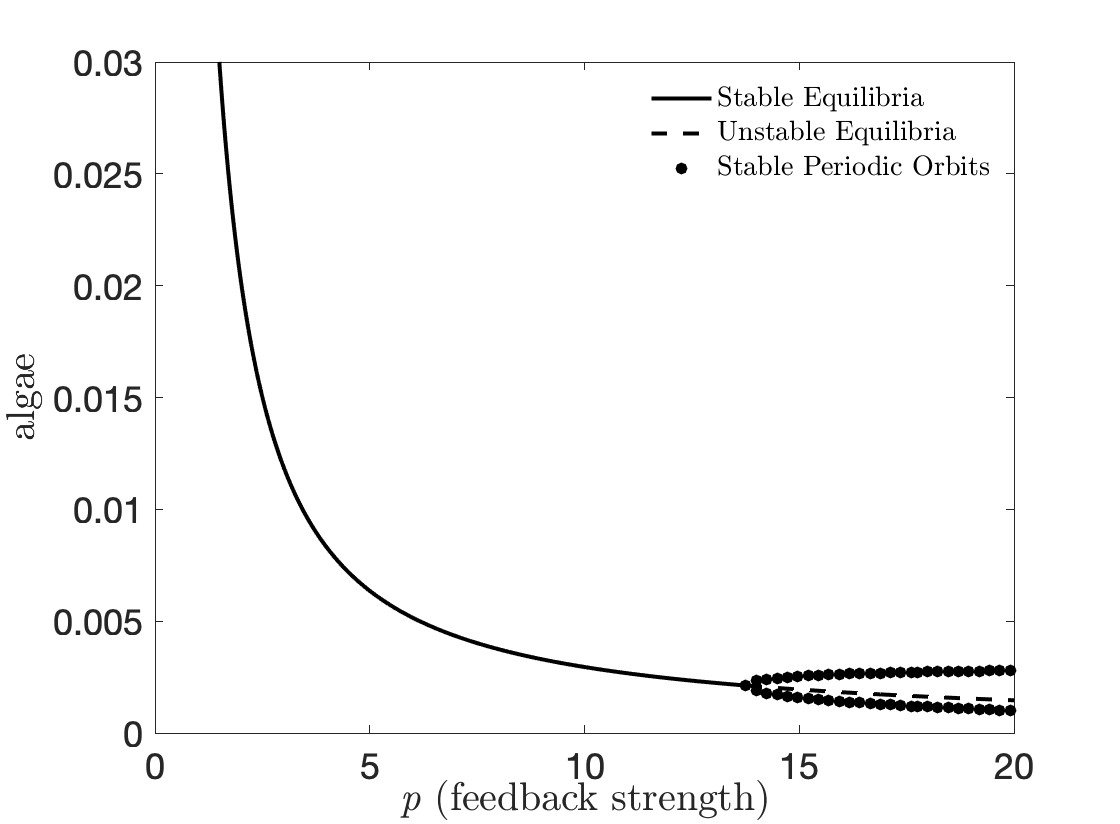 0.03
0.025
0.02
0.015
0.01
0.005
0
algae
Stable Equilibria
Unstable Equilibria
Stable Periodic Orbits
0 5 10 15 20
p (feedback strength)